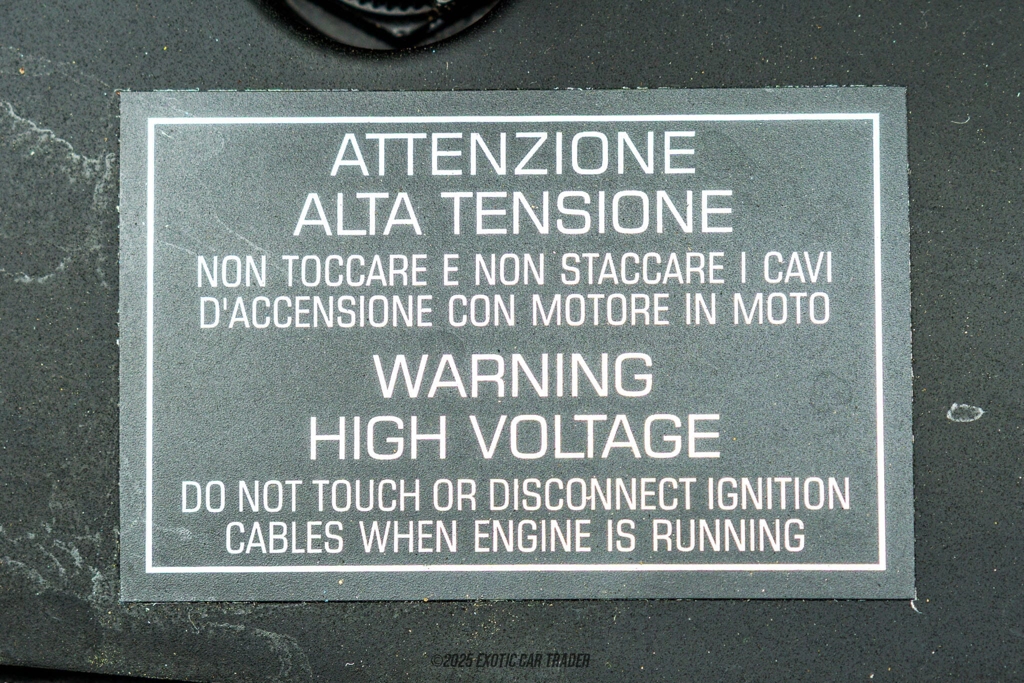 ATTENZIONE
ALTA TENSIONE
NON TOCCARE E NON STACCARE I CAVI
D'ACCENSIONE CON MOTORE IN MOTO
WARNING
HIGH VOLTAGE
DO NOT TOUCH OR DISCONNECT IGNITION
CABLES WHEN ENGINE IS RUNNING
©2025 EXOTIC CAR TRADER